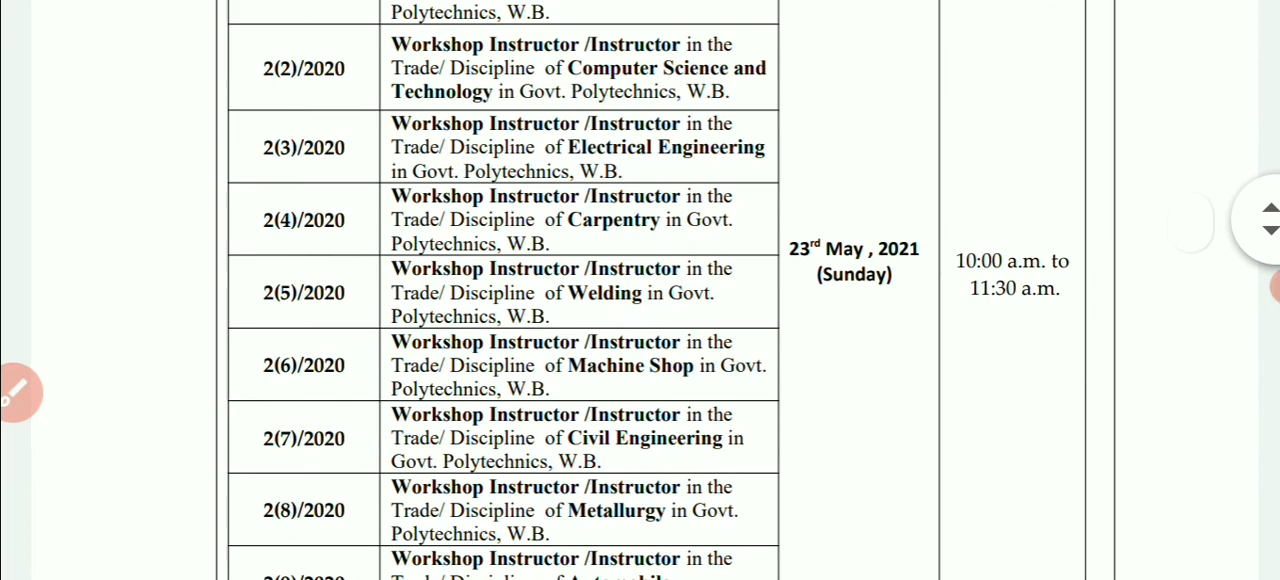 Polytechnics, W.B.
2(2)/2020
Workshop Instructor /Instructor in the
Trade/ Discipline of Computer Science and
Technology in Govt. Polytechnics, W.B.
2(3)/2020
Workshop Instructor /Instructor in the
Trade/ Discipline of Electrical Engineering
in Govt. Polytechnics, W.B.
2(4)/2020
Workshop Instructor /Instructor in the
Trade/ Discipline of Carpentry in Govt.
Polytechnics, W.B.
2(5)/2020
Workshop Instructor /Instructor in the
Trade/ Discipline of Welding in Govt.
Polytechnics, W.B.
2(6)/2020
Workshop Instructor /Instructor in the
Trade/ Discipline of Machine Shop in Govt.
Polytechnics, W.B.
2(7)/2020
Workshop Instructor /Instructor in the
Trade/ Discipline of Civil Engineering in
Govt. Polytechnics, W.B.
2(8)/2020
Workshop Instructor /Instructor in the
Trade/ Discipline of Metallurgy in Govt.
Polytechnics, W.B.
Workshop Instructor /Instructor in the
23rd May , 2021
(Sunday)
10:00 a.m. to
11:30 a.m.